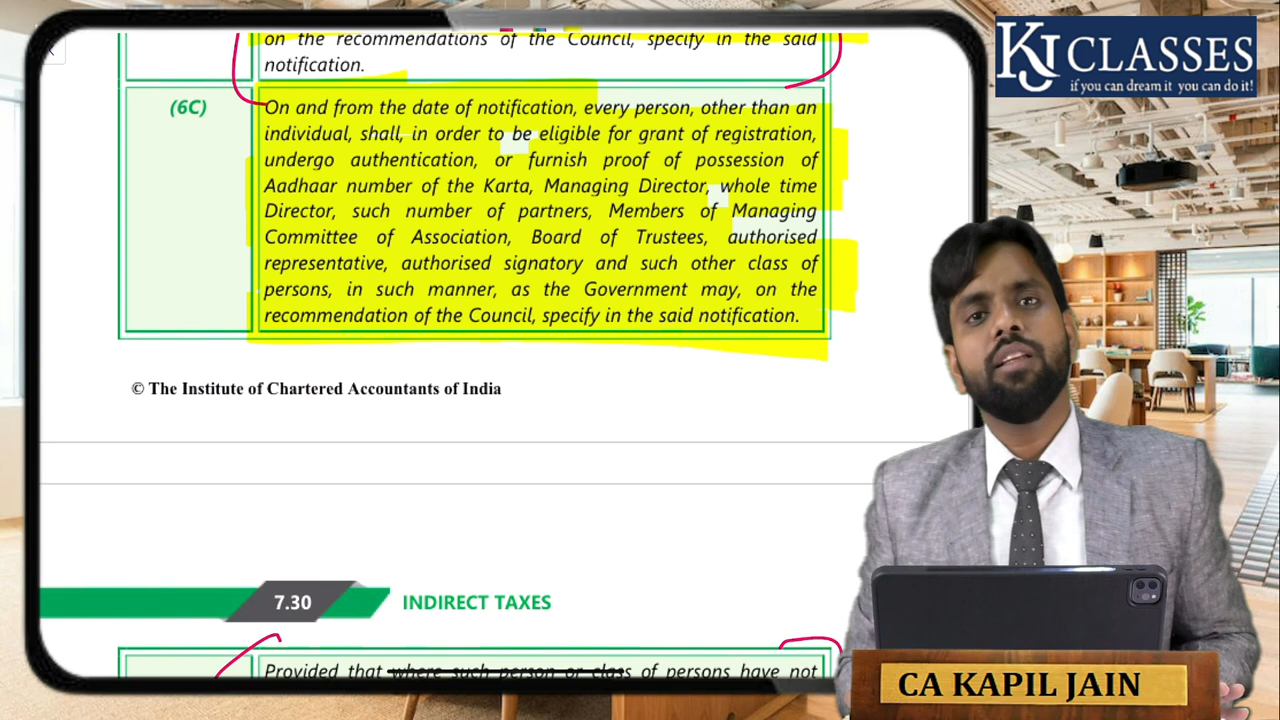 on the recommendations of the Council, specify in the said
notification.
(6C)
On and from the date of notification, every person, other than an
individual, shall, in order to be eligible for grant of registration,
undergo authentication, or furnish proof of possession of
Aadhaar number of the Karta, Managing Director, whole time
Director, such number of partners, Members of Managing
Committee of Association, Board of Trustees, authorised
representative, authorised signatory and such other class of
persons, in such manner, as the Government may, on the
recommendation of the Council, specify in the said notification.
© The Institute of Chartered Accountants of India
7.30
INDIRECT TAXES
Provided that where such person or class of persons have not
KJ CLASSES
if you can dream it you can do it!
CA KAPIL JAIN